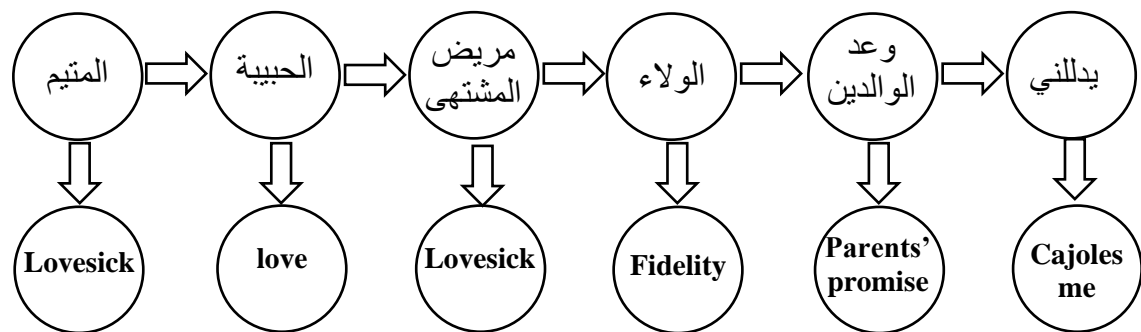 المتيم
الحبيبة
مريض
المشتهى
الولاء
وعد
الوالدين
يدللني
Lovesick
love
Lovesick
Fidelity
Parents’
promise
Cajoles
me